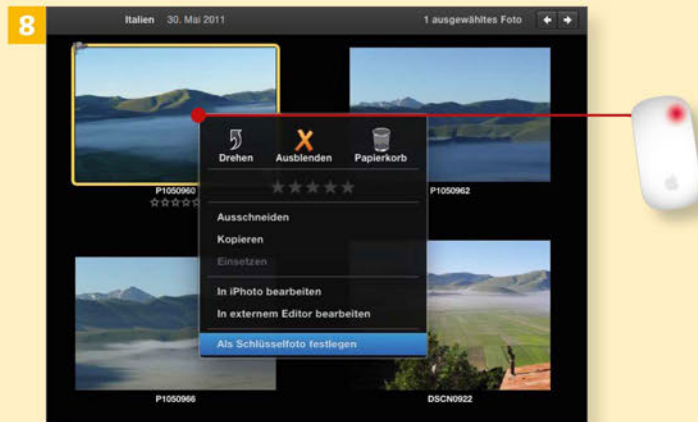 8
Italien 30. Mai 2011 1 ausgewähltes Foto
Drehen Ausblenden Papierkorb
P1050960 P1050962
Ausschneiden
Kopieren
Einsetzen
In iPhoto bearbeiten
In externem Editor bearbeiten
Als Schlüsselfoto festlegen
P1050966 DSCN0922